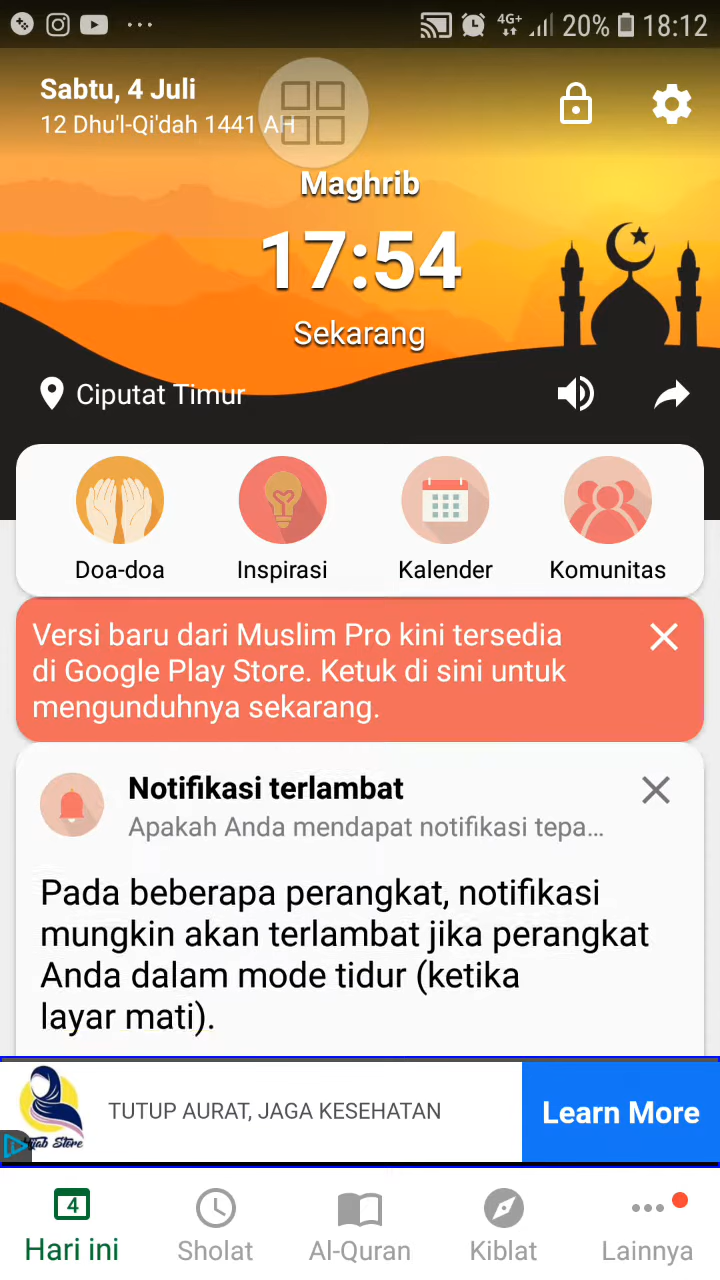 4G+ 20% 18:12
Sabtu, 4 Juli
12 Dhu'l-Qi'dah 1441 AH
Maghrib
17:54
Sekarang
Ciputat Timur
Doa-doa Inspirasi Kalender Komunitas
Versi baru dari Muslim Pro kini tersedia
di Google Play Store. Ketuk di sini untuk
mengunduhnya sekarang.
Notifikasi terlambat
Apakah Anda mendapat notifikasi tepa...
Pada beberapa perangkat, notifikasi
mungkin akan terlambat jika perangkat
Anda dalam mode tidur (ketika
layar mati).
TUTUP AURAT, JAGA KESEHATAN
Learn More
Store
4
Hari ini Sholat Al-Quran Kiblat Lainnya